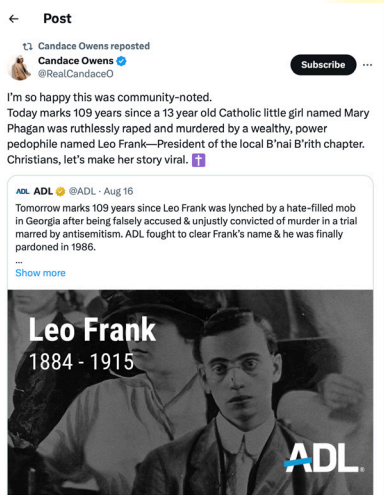 Post
Candace Owens reposted
Candace Owens
@RealCandaceO
Subscribe
I'm so happy this was community-noted.
Today marks 109 years since a 13 year old Catholic little girl named Mary
Phagan was ruthlessly raped and murdered by a wealthy, power
pedophile named Leo Frank—President of the local B'nai B'rith chapter.
Christians, let's make her story viral. ✝️
ADL ADL @ADL · Aug 16
Tomorrow marks 109 years since Leo Frank was lynched by a hate-filled mob
in Georgia after being falsely accused & unjustly convicted of murder in a trial
marred by antisemitism. ADL fought to clear Frank's name & he was finally
pardoned in 1986.
...
Show more
Leo Frank
1884 - 1915
ADL®